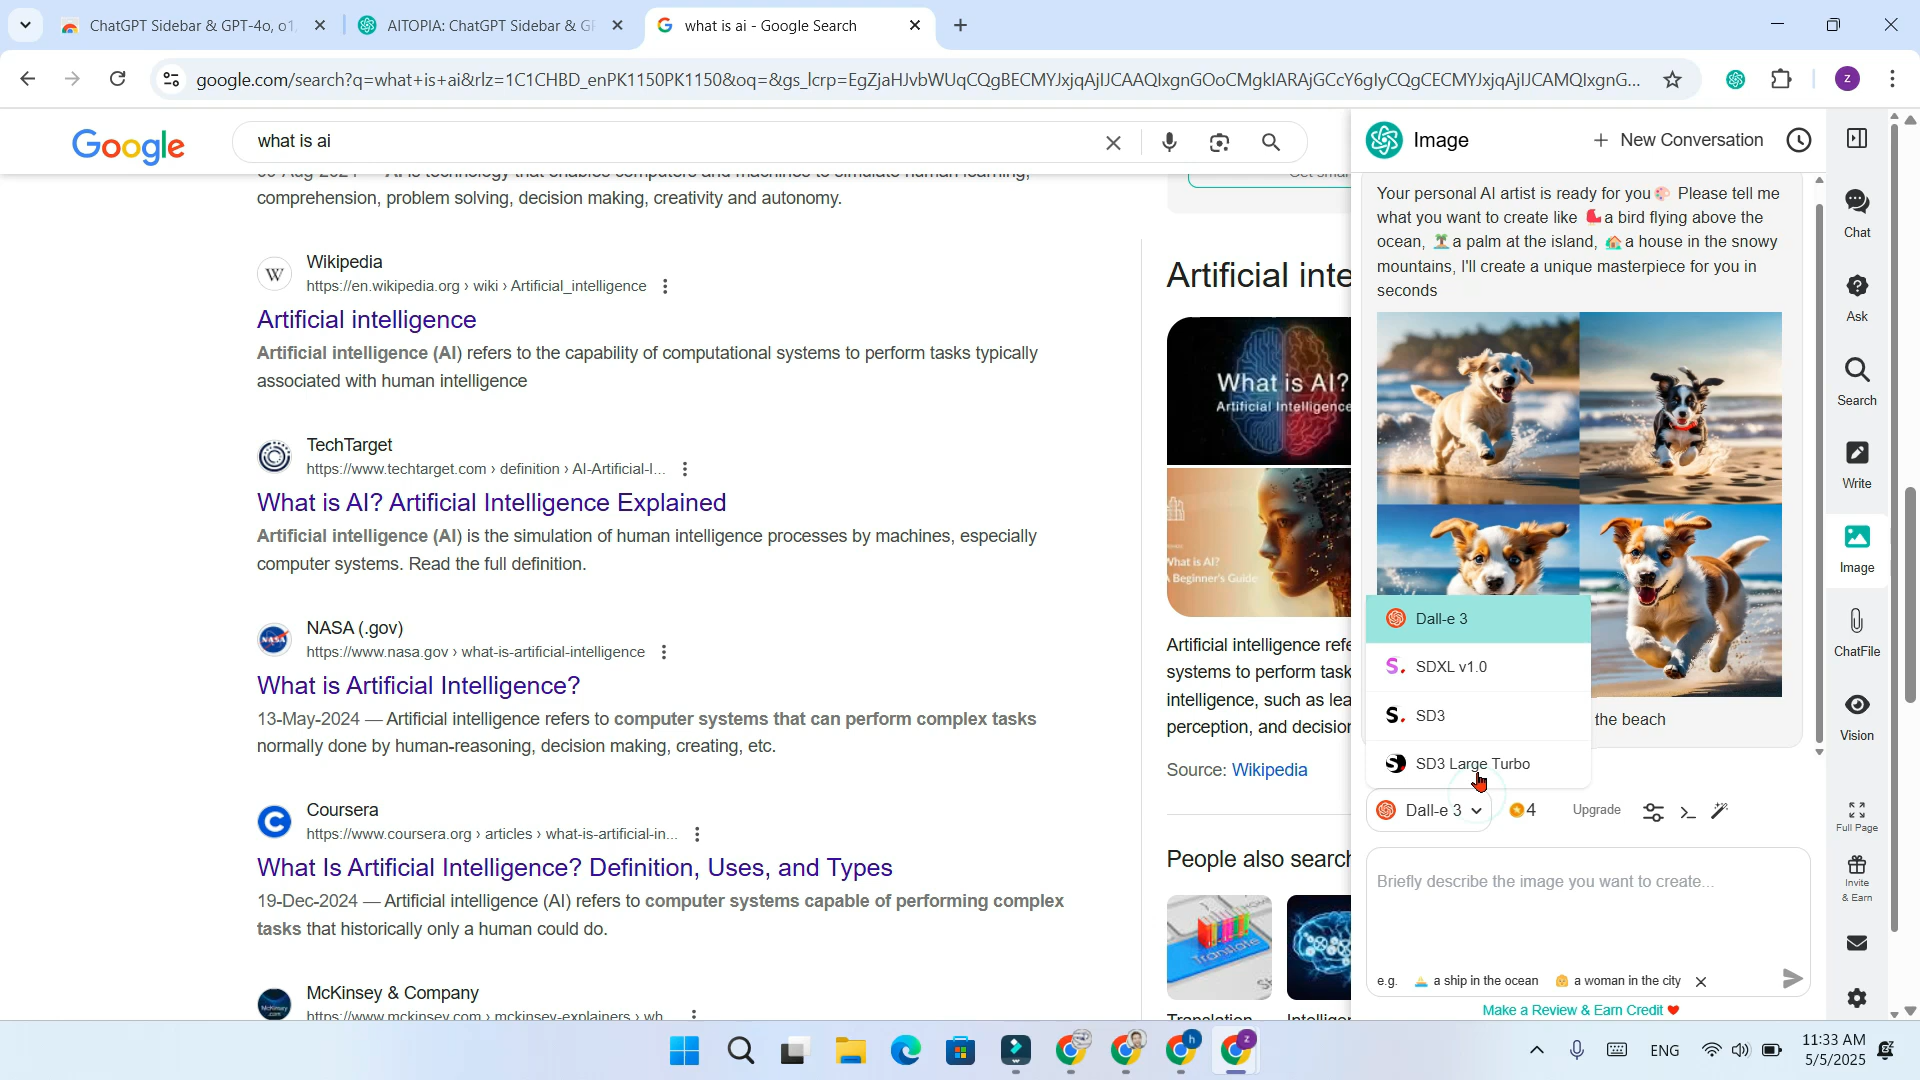 ChatGPT Sidebar & GPT-4o, o1
AITOPIA: ChatGPT Sidebar & GP
what is ai - Google Search
google.com/search?q=what+is+ai&rlz=1C1CHBD_enPK1150PK1150&oq=&gs_lcrp=EgZjaHJvbWUqCQgBECMYJxjqAjIJCAAQIxgnGOoCMgkIARAjGCcY6gIyCQgCECMYJxjqAjIJCAMQIxgnG...
Z
Google
what is ai
comprehension, problem solving, decision making, creativity and autonomy.
Wikipedia
https://en.wikipedia.org › wiki › Artificial_intelligence
Artificial intelligence
Artificial intelligence (AI) refers to the capability of computational systems to perform tasks typically
associated with human intelligence
TechTarget
https://www.techtarget.com › definition › AI-Artificial-I...
What is AI? Artificial Intelligence Explained
Artificial intelligence (AI) is the simulation of human intelligence processes by machines, especially
computer systems. Read the full definition.
NASA (.gov)
https://www.nasa.gov › what-is-artificial-intelligence
What is Artificial Intelligence?
13-May-2024 — Artificial intelligence refers to computer systems that can perform complex tasks
normally done by human-reasoning, decision making, creating, etc.
Coursera
https://www.coursera.org › articles › what-is-artificial-in...
What Is Artificial Intelligence? Definition, Uses, and Types
19-Dec-2024 — Artificial intelligence (AI) refers to computer systems capable of performing complex
tasks that historically only a human could do.
McKinsey & Company
https://www.mckinsey.com › mckinsey-explainers › wh...
Artificial inte
What is AI?
Artificial Intelligence
What is AI?
A Beginner's Guide
Artificial intelligence refe
systems to perform task
intelligence, such as lea
perception, and decision
Source: Wikipedia
People also search
Translate
Translation
Image
+ New Conversation
Your personal AI artist is ready for you Please tell me
what you want to create like a bird flying above the
ocean, a palm at the island, a house in the snowy
mountains, I'll create a unique masterpiece for you in
seconds
the beach
Dall-e 3
SDXL v1.0
SD3
SD3 Large Turbo
Dall-e 3
4
Upgrade
Briefly describe the image you want to create...
e.g. a ship in the ocean a woman in the city
Make a Review & Earn Credit
Chat
Ask
Search
Write
Image
ChatFile
Vision
Full Page
Invite
& Earn
ENG
11:33 AM
5/5/2025